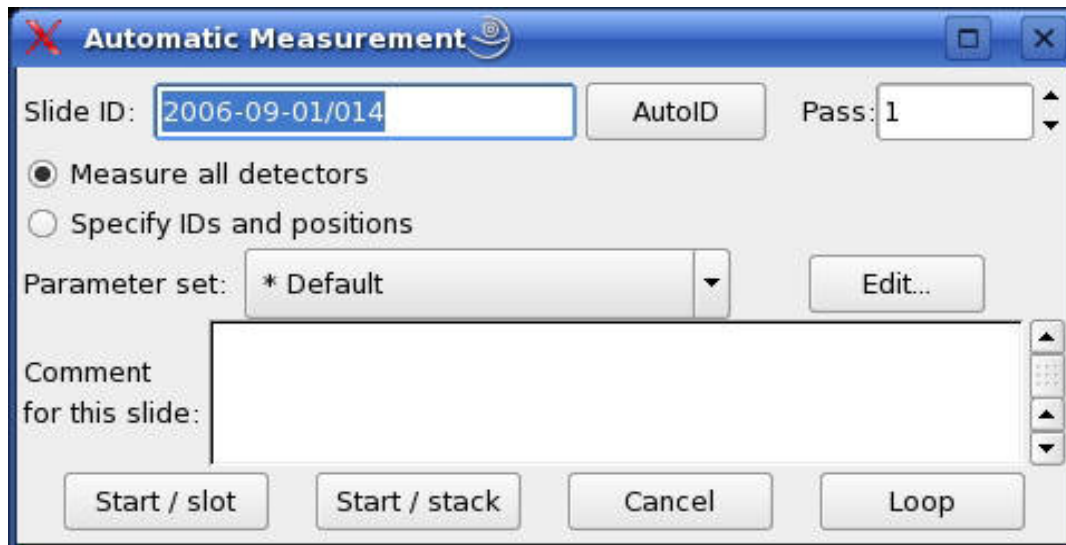 Automatic Measurement
Slide ID: 2006-09-01/014 AutoID Pass: 1
Measure all detectors
Specify IDs and positions
Parameter set: * Default Edit...
Comment
for this slide:
Start / slot Start / stack Cancel Loop